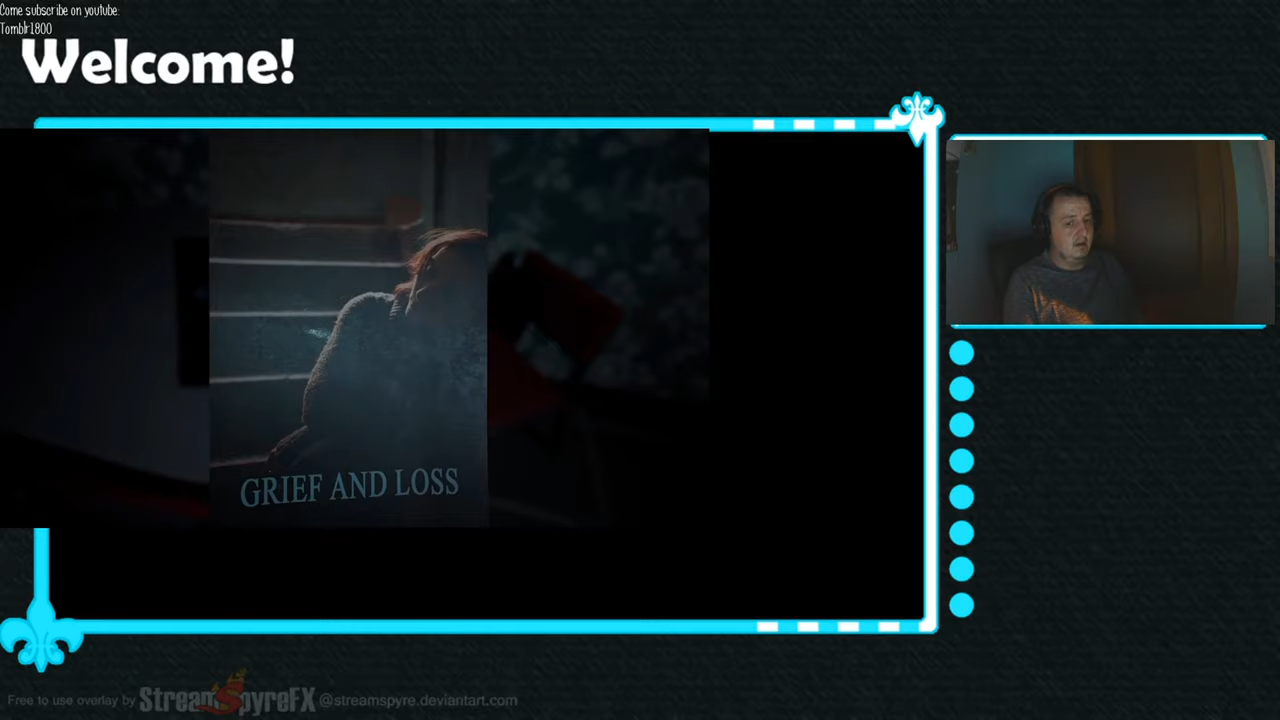 Come subscribe on youtube:
Tomblr1800
Welcome!
GRIEF AND LOSS
Free to use overlay by StreamSpyreFX @streamspyre.deviantart.com